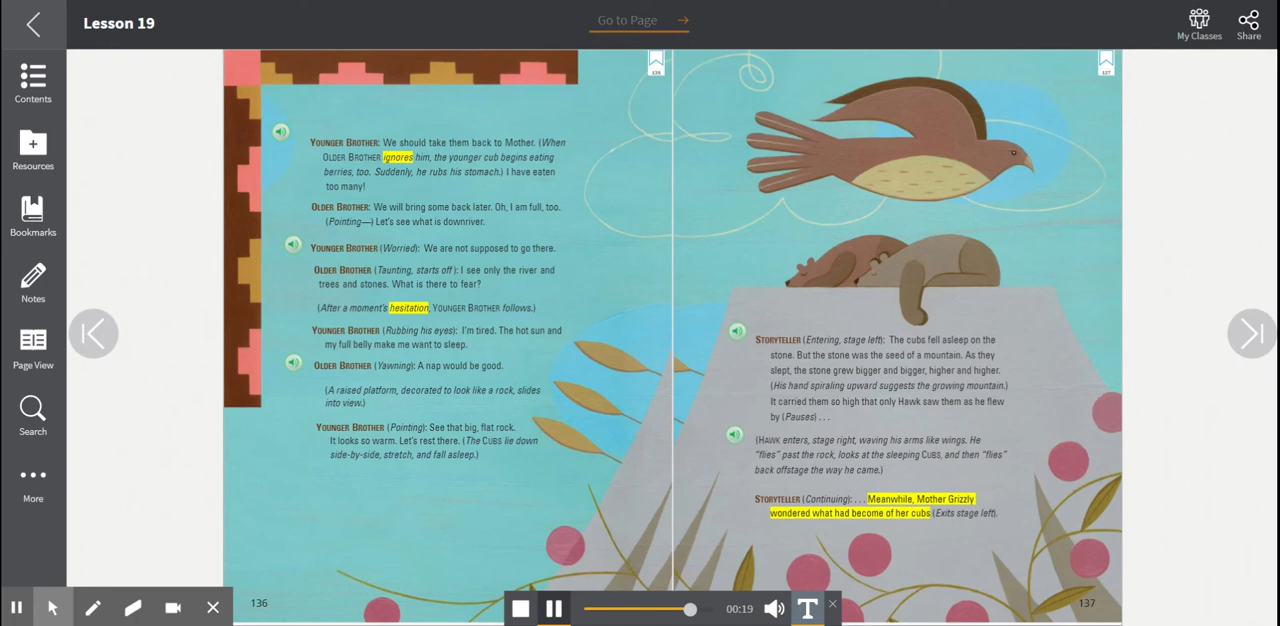 Lesson 19
Go to Page →
My Classes
Share
Contents
Resources
Bookmarks
Notes
Page View
Search
More
136
YOUNGER BROTHER: We should take them back to Mother. (When
OLDER BROTHER ignores him, the younger cub begins eating
berries, too. Suddenly, he rubs his stomach.) I have eaten
too many!
OLDER BROTHER: We will bring some back later. Oh, I am full, too.
(Pointing—) Let's see what is downriver.
YOUNGER BROTHER (Worried): We are not supposed to go there.
OLDER BROTHER (Taunting, starts off): I see only the river and
trees and stones. What is there to fear?
(After a moment's hesitation, YOUNGER BROTHER follows.)
YOUNGER BROTHER (Rubbing his eyes): I'm tired. The hot sun and
my full belly make me want to sleep.
OLDER BROTHER (Yawning): A nap would be good.
(A raised platform, decorated to look like a rock, slides
into view.)
YOUNGER BROTHER (Pointing): See that big, flat rock.
It looks so warm. Let's rest there. (The CUBS lie down
side-by-side, stretch, and fall asleep.)
136
137
STORYTELLER (Entering, stage left): The cubs fell asleep on the
stone. But the stone was the seed of a mountain. As they
slept, the stone grew bigger and bigger, higher and higher.
(His hand spiraling upward suggests the growing mountain.)
It carried them so high that only Hawk saw them as he flew
by (Pauses) . . .
(HAWK enters, stage right, waving his arms like wings. He
"flies" past the rock, looks at the sleeping CUBS, and then "flies"
back offstage the way he came.)
STORYTELLER (Continuing): . . . Meanwhile, Mother Grizzly
wondered what had become of her cubs (Exits stage left).
137
00:19
T